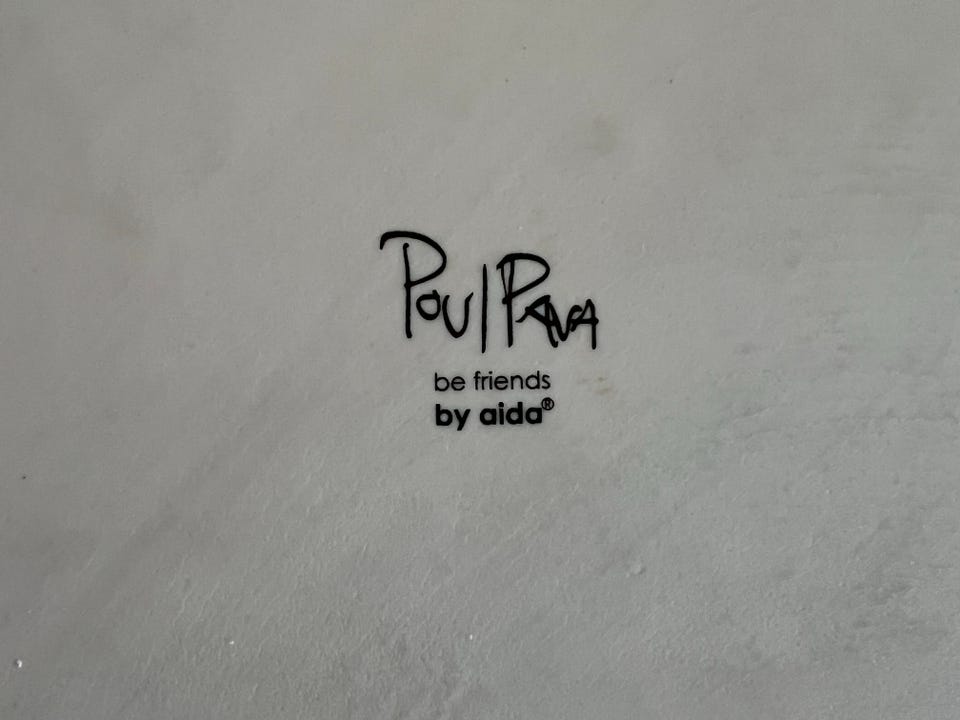 Poul Pava
be friends
by aida®